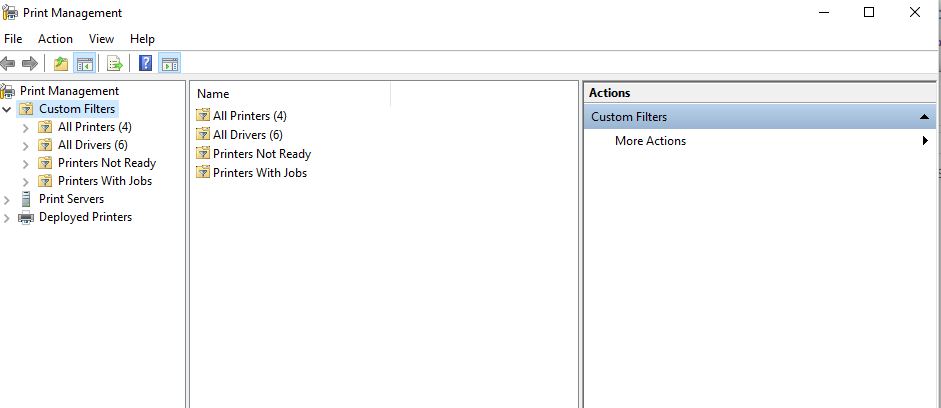 Print Management
File Action View Help
Print Management
Custom Filters
All Printers (4)
All Drivers (6)
Printers Not Ready
Printers With Jobs
Print Servers
Deployed Printers
Name
All Printers (4)
All Drivers (6)
Printers Not Ready
Printers With Jobs
Actions
Custom Filters
More Actions